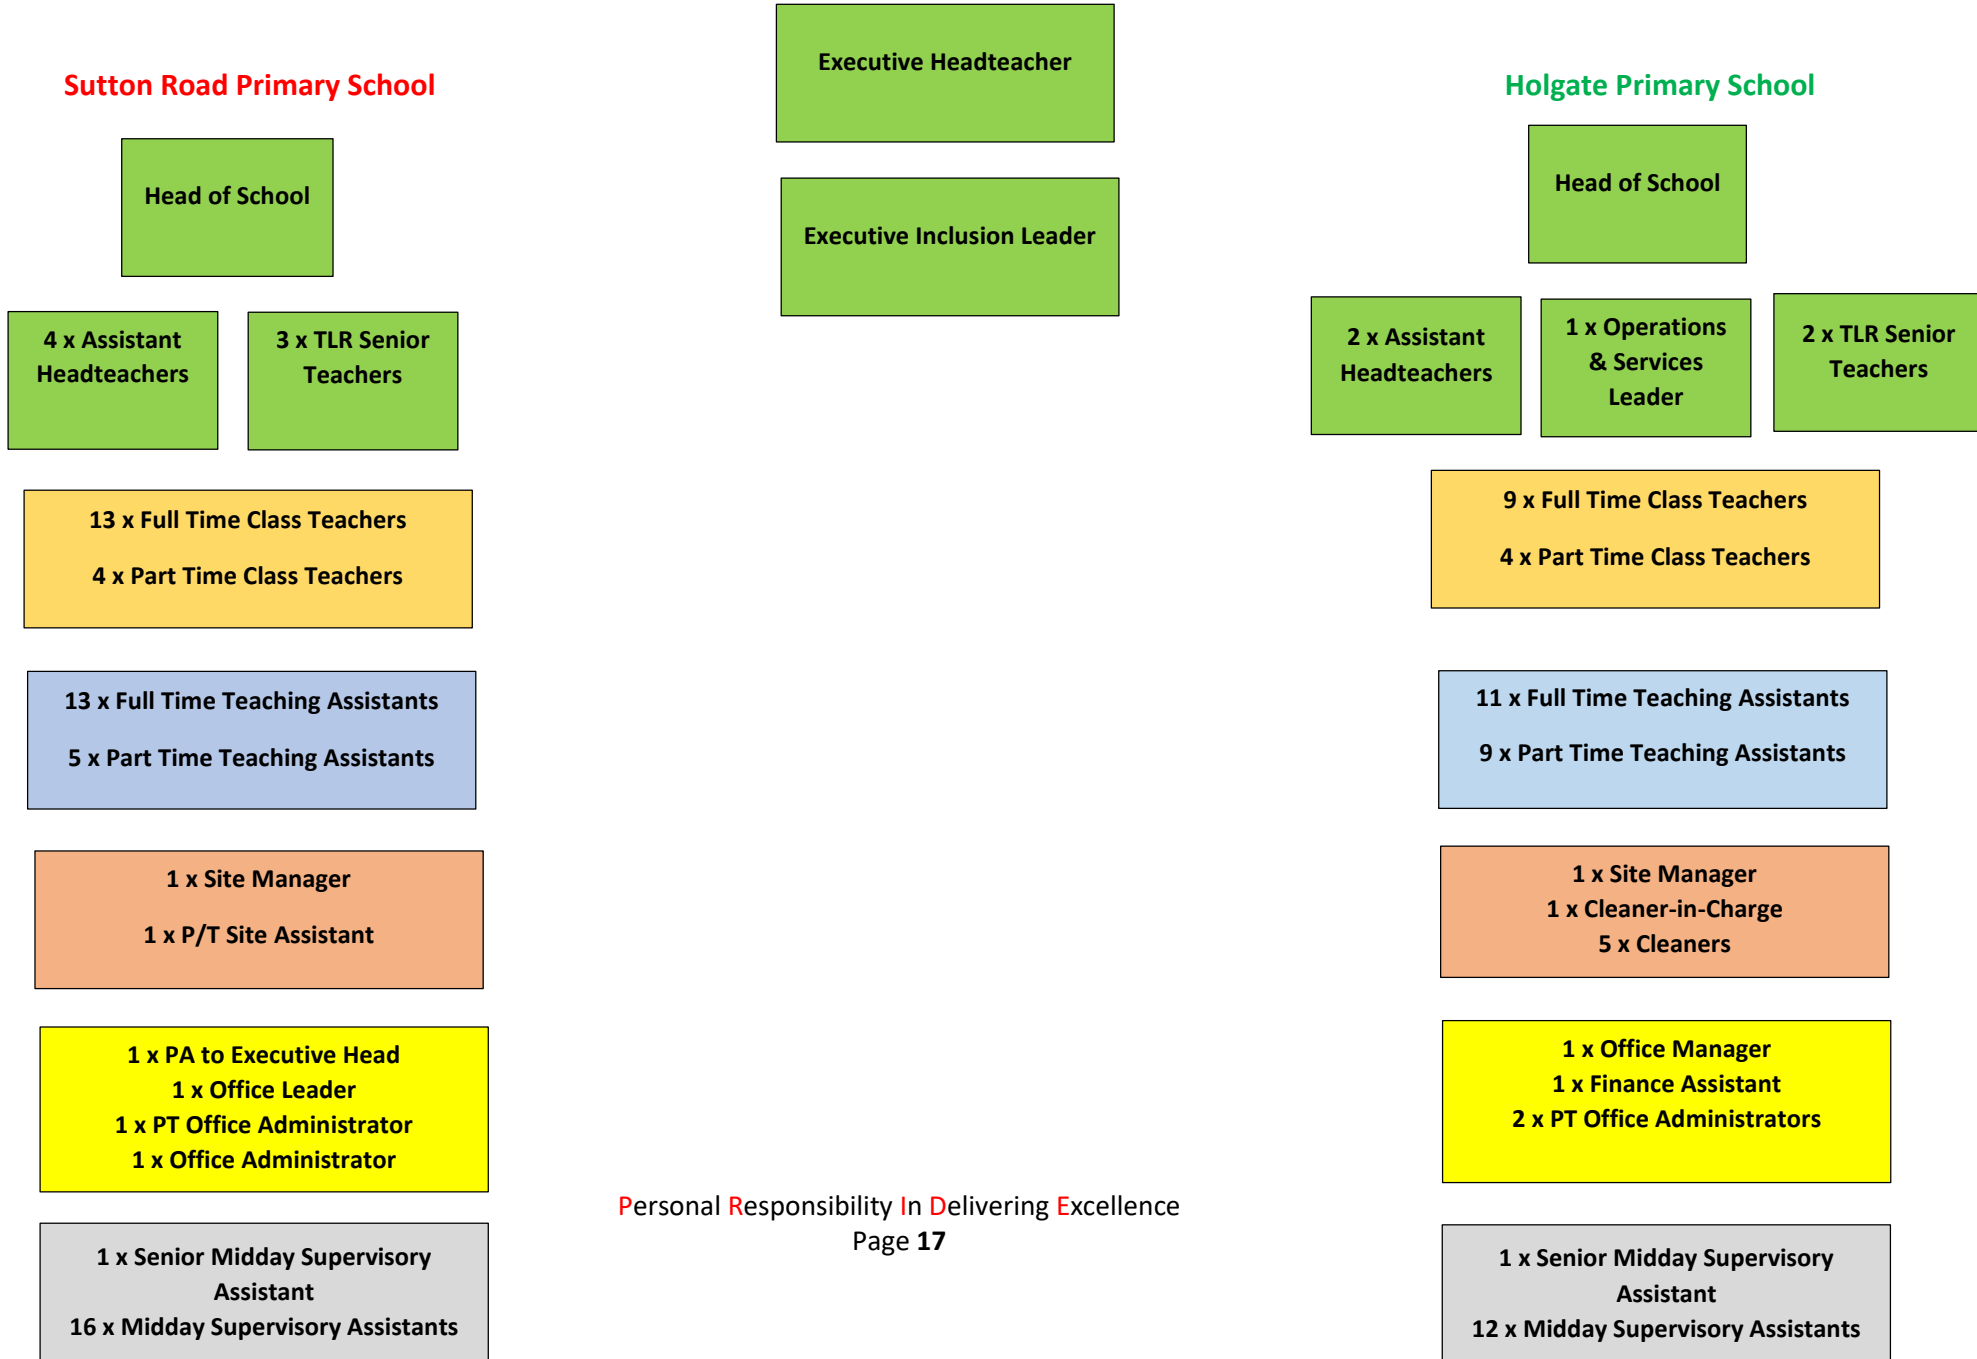 Sutton Road Primary School
Head of School
4 x Assistant
Headteachers
3 x TLR Senior
Teachers
13 x Full Time Class Teachers
4 x Part Time Class Teachers
13 x Full Time Teaching Assistants
5 x Part Time Teaching Assistants
1 x Site Manager
1 x P/T Site Assistant
1 x PA to Executive Head
1 x Office Leader
1 x PT Office Administrator
1 x Office Administrator
1 x Senior Midday Supervisory
Assistant
16 x Midday Supervisory Assistants
Executive Headteacher
Executive Inclusion Leader
Holgate Primary School
Head of School
2 x Assistant
Headteachers
1 x Operations
& Services
Leader
2 x TLR Senior
Teachers
9 x Full Time Class Teachers
4 x Part Time Class Teachers
11 x Full Time Teaching Assistants
9 x Part Time Teaching Assistants
1 x Site Manager
1 x Cleaner-in-Charge
5 x Cleaners
1 x Office Manager
1 x Finance Assistant
2 x PT Office Administrators
1 x Senior Midday Supervisory
Assistant
12 x Midday Supervisory Assistants
Personal Responsibility In Delivering Excellence
Page 17